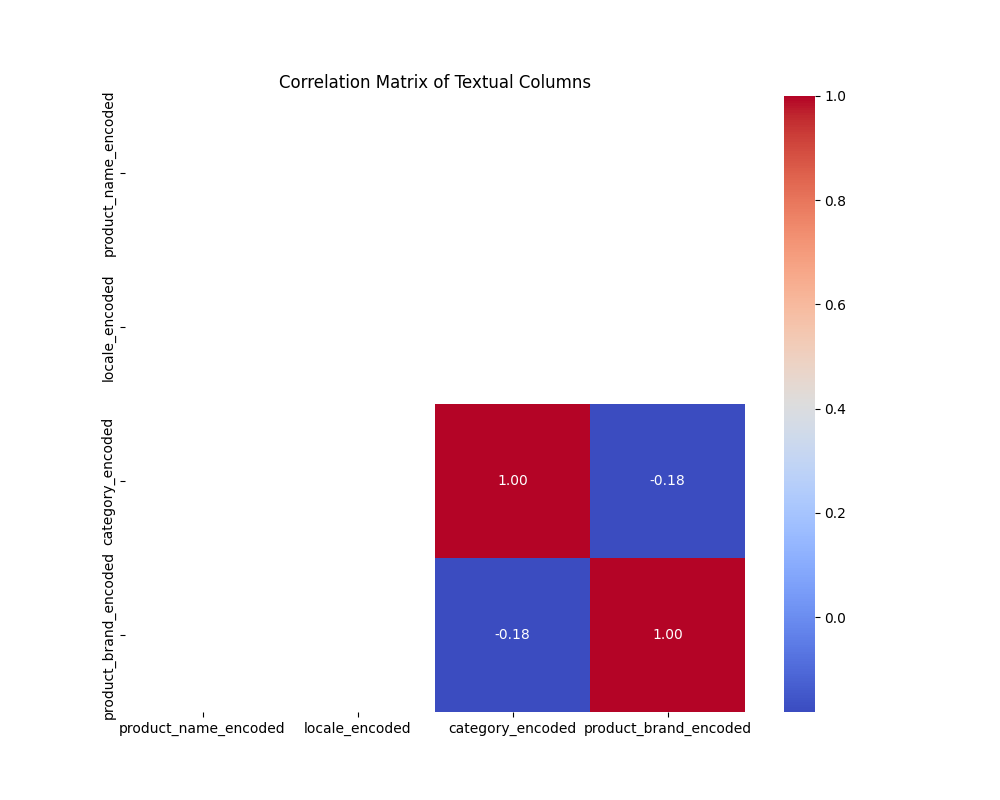 Correlation Matrix of Textual Columns
product_name_encoded
locale_encoded
category_encoded
product_brand_encoded
1.00
-0.18
-0.18
1.00
product_name_encoded
locale_encoded
category_encoded
product_brand_encoded
1.0
0.8
0.6
0.4
0.2
0.0